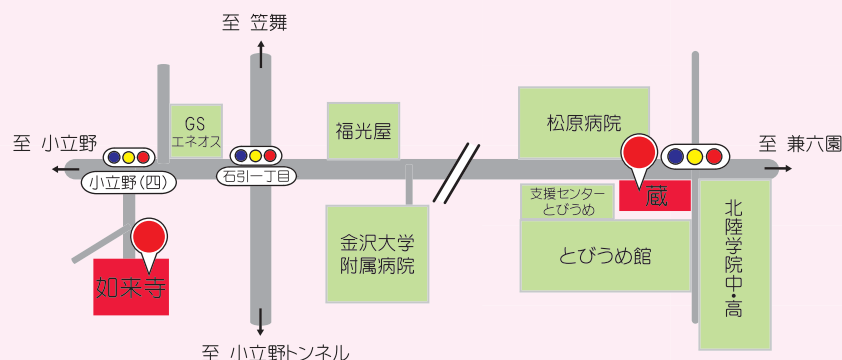 至 笠舞
GS
エネオス
福光屋
松原病院
至 小立野
至 兼六園
小立野(四)
石引一丁目
支援センター
とびうめ
蔵
金沢大学
附属病院
とびうめ館
北陸学院中・高
如来寺
至 小立野トンネル